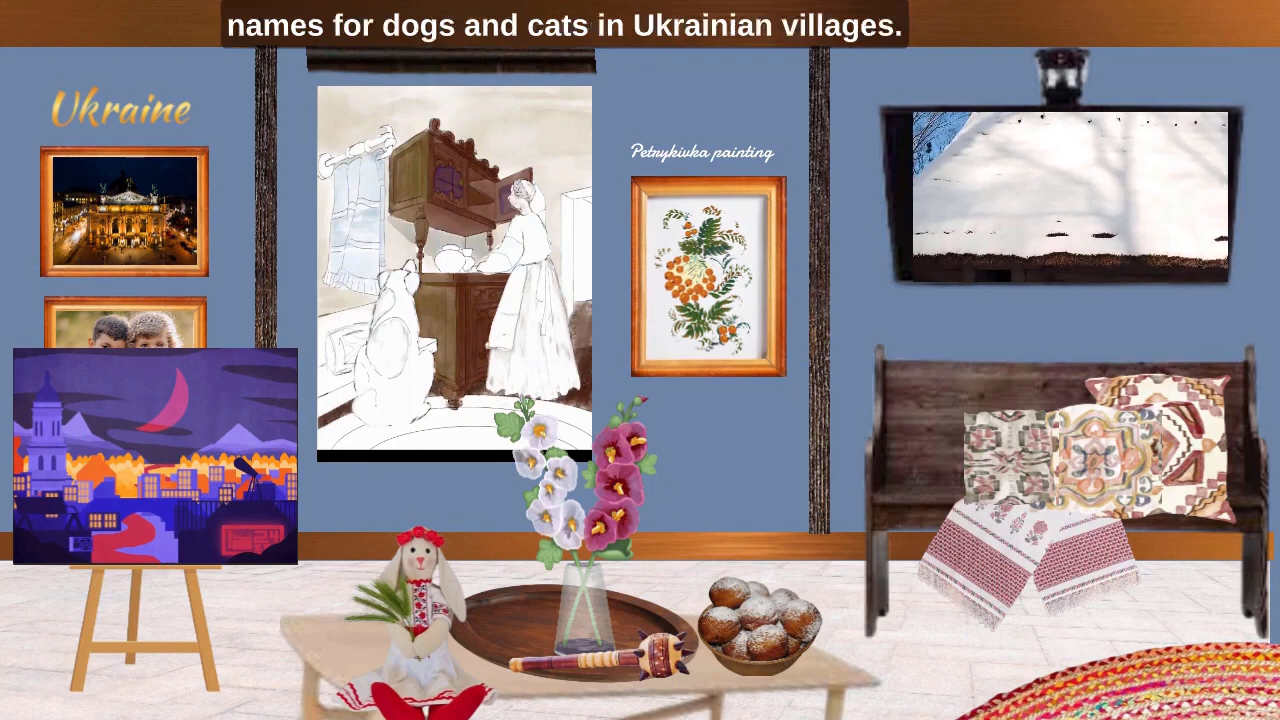 names for dogs and cats in Ukrainian villages.
Ukraine
Petrykivka painting